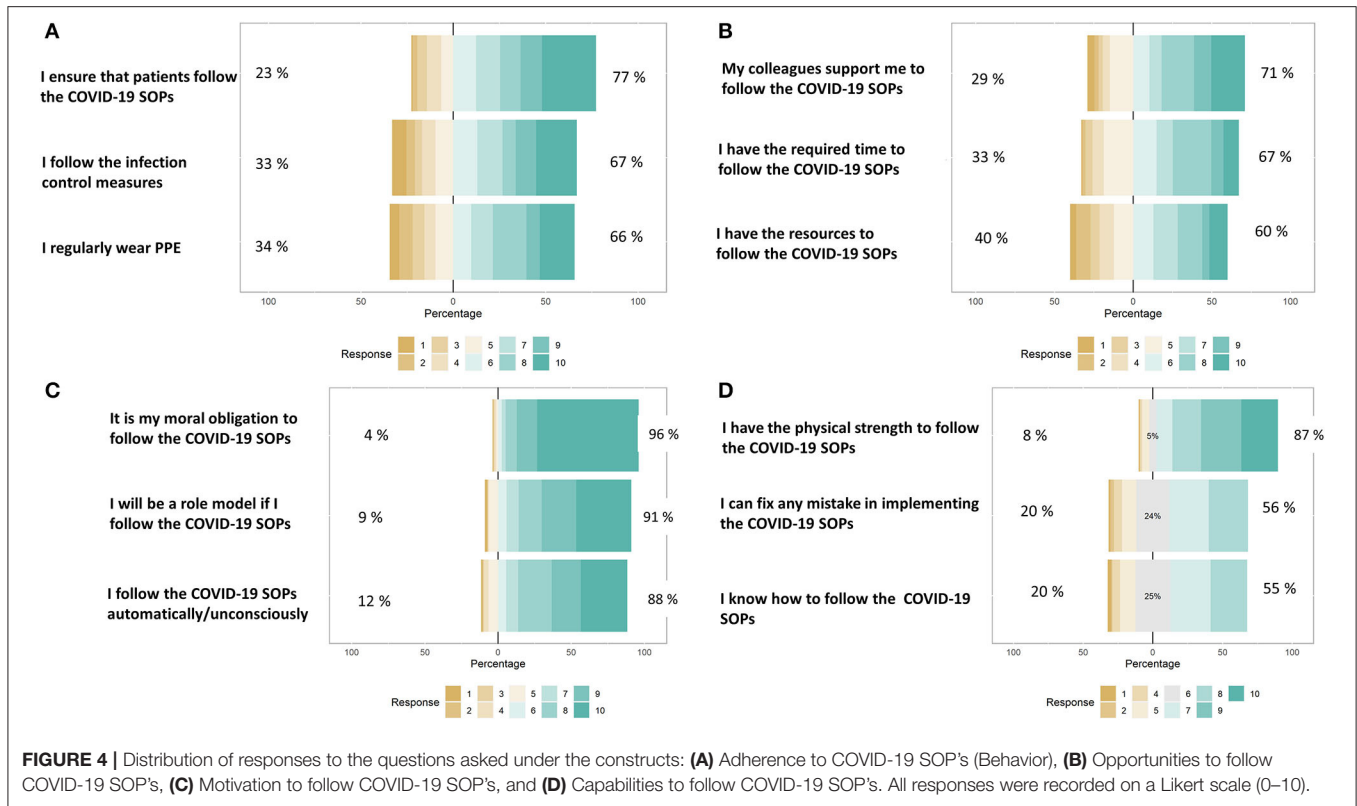 A
I ensure that patients follow
the COVID-19 SOPs
23 %
77 %
I follow the infection
control measures
33 %
67 %
I regularly wear PPE
34 %
66 %
100 50 0 50 100
Percentage
Response 1 3 5 7 9
2 4 6 8 10
B
My colleagues support me to
follow the COVID-19 SOPs
29 %
71 %
I have the required time to
follow the COVID-19 SOPs
33 %
67 %
I have the resources to
follow the COVID-19 SOPs
40 %
60 %
100 50 0 50 100
Percentage
Response 1 3 5 7 9
2 4 6 8 10
C
It is my moral obligation to
follow the COVID-19 SOPs
4 %
96 %
I will be a role model if I
follow the COVID-19 SOPs
9 %
91 %
I follow the COVID-19 SOPs
automatically/unconsciously
12 %
88 %
100 50 0 50 100
Percentage
Response 1 3 5 7 9
2 4 6 8 10
D
I have the physical strength to follow
the COVID-19 SOPs
8 %
5%
87 %
I can fix any mistake in implementing
the COVID-19 SOPs
20 %
24%
56 %
I know how to follow the COVID-19
SOPs
20 %
25%
55 %
100 50 0 50 100
Percentage
Response 1 4 6 8 10
2 5 7 9
FIGURE 4 | Distribution of responses to the questions asked under the constructs: (A) Adherence to COVID-19 SOP's (Behavior), (B) Opportunities to follow
COVID-19 SOP's, (C) Motivation to follow COVID-19 SOP's, and (D) Capabilities to follow COVID-19 SOP's. All responses were recorded on a Likert scale (0–10).